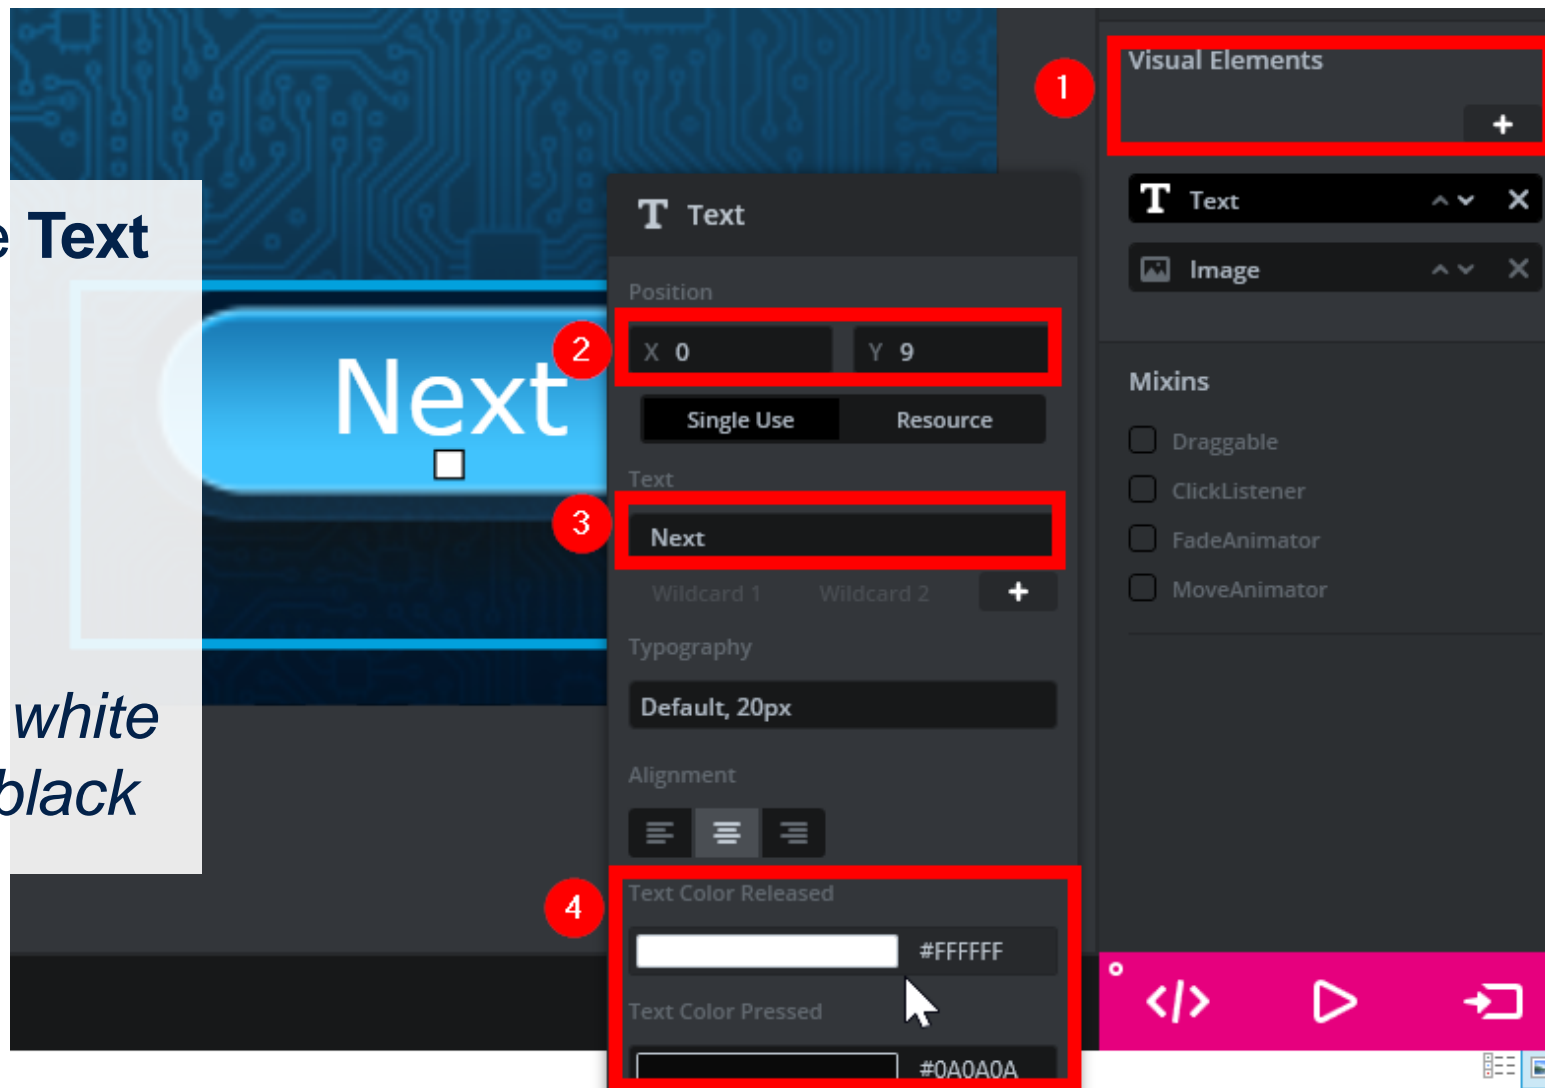 e Text
white
black
Next
1
Visual Elements
+
T Text
Image
Mixins
Draggable
ClickListener
FadeAnimator
MoveAnimator
T Text
Position
2
X 0 Y 9
Single Use Resource
Text
3
Next
Wildcard 1 Wildcard 2 +
Typography
Default, 20px
Alignment
4
Text Color Released
#FFFFFF
Text Color Pressed
#0A0A0A